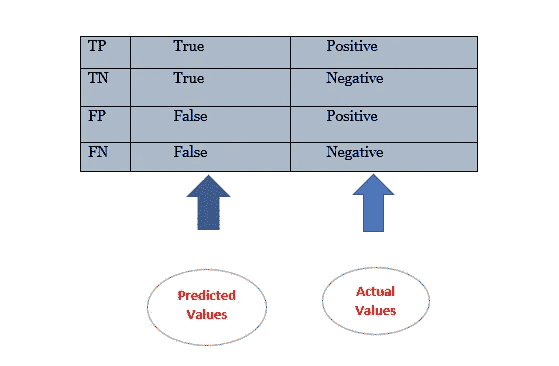 TP True Positive
TN True Negative
FP False Positive
FN False Negative
Predicted
Values
Actual
Values